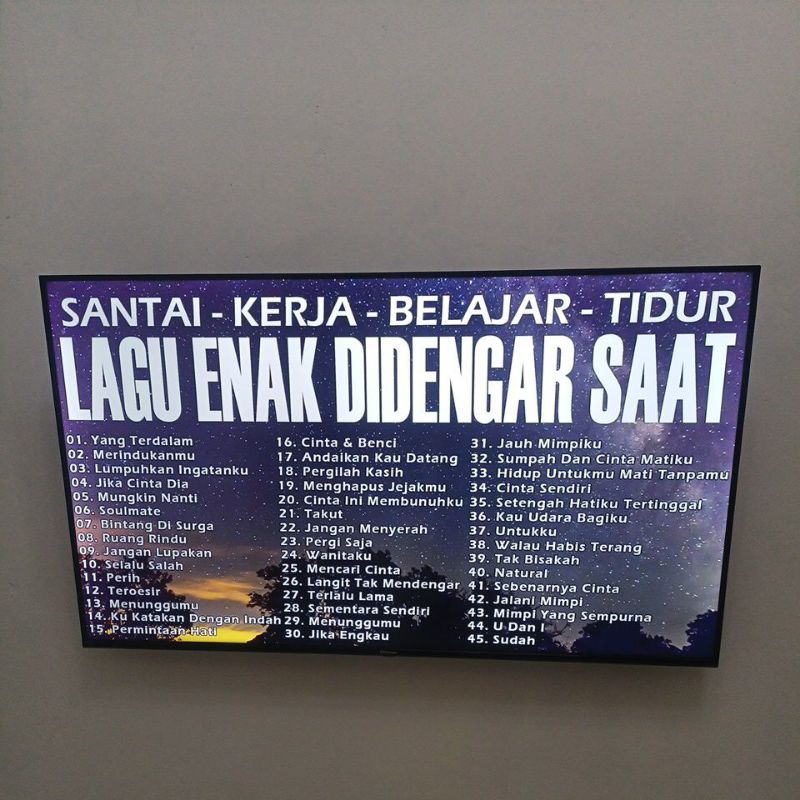 SANTAI - KERJA - BELAJAR - TIDUR
LAGU ENAK DIDENGAR SAAT
01. Yang Terdalam
02. Merindukanmu
03. Lumpuhkan Ingatanku
04. Jika Cinta Dia
05. Mungkin Nanti
06. Soulmate
07. Bintang Di Surga
08. Ruang Rindu
09. Jangan Lupakan
10. Selalu Salah
11. Perih
12. Teroesir
13. Menunggumu
14. Ku Katakan Dengan Indah
15. Permintaan Hati
16. Cinta & Benci
17. Andaikan Kau Datang
18. Pergilah Kasih
19. Menghapus Jejakmu
20. Cinta Ini Membunuhku
21. Takut
22. Jangan Menyerah
23. Pergi Saja
24. Wanitaku
25. Mencari Cinta
26. Langit Tak Mendengar
27. Terlalu Lama
28. Sementara Sendiri
29. Menunggumu
30. Jika Engkau
31. Jauh Mimpiku
32. Sumpah Dan Cinta Matiku
33. Hidup Untukmu Mati Tanpamu
34. Cinta Sendiri
35. Setengah Hatiku Tertinggal
36. Kau Udara Bagiku
37. Untukku
38. Walau Habis Terang
39. Tak Bisakah
40. Natural
41. Sebenarnya Cinta
42. Jalani Mimpi
43. Mimpi Yang Sempurna
44. U Dan I
45. Sudah